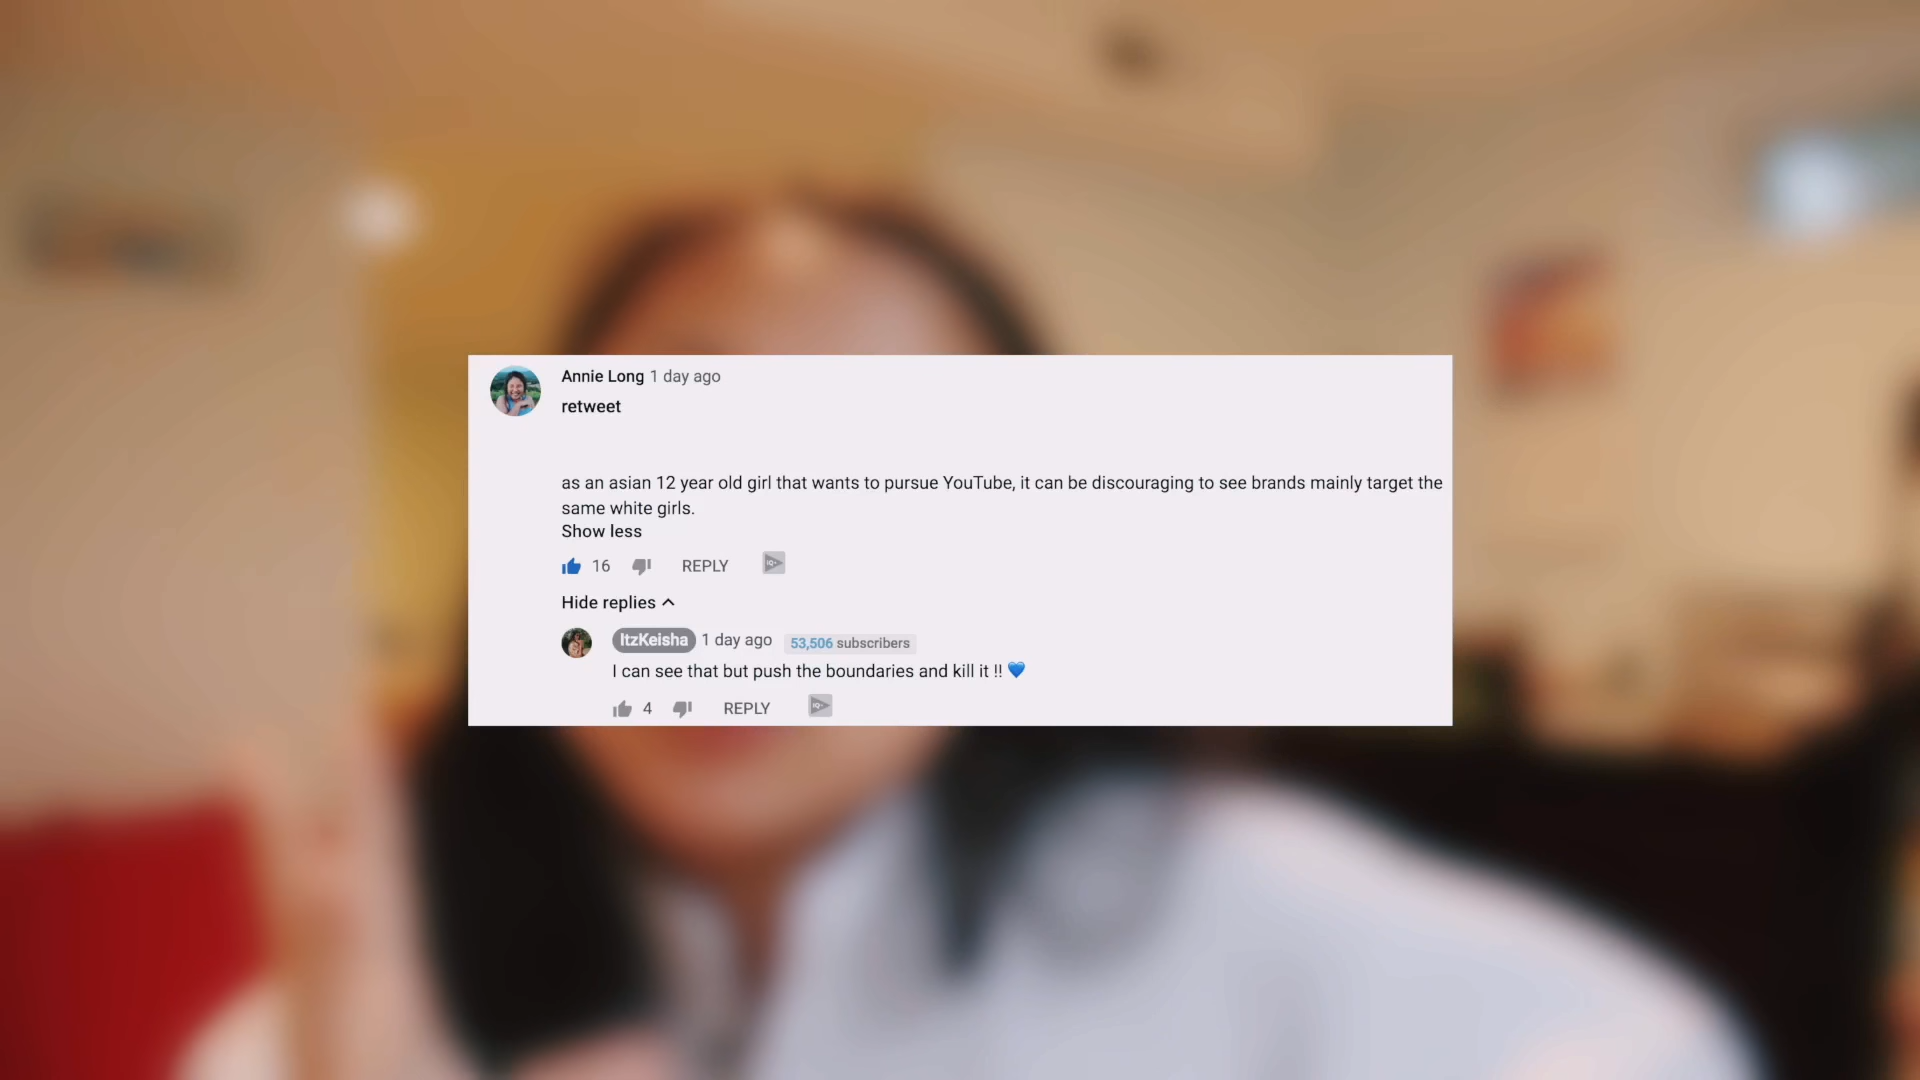 Annie Long 1 day ago
retweet
as an asian 12 year old girl that wants to pursue YouTube, it can be discouraging to see brands mainly target the
same white girls.
Show less
16 REPLY
Hide replies
ItzKeisha 1 day ago 53,506 subscribers
I can see that but push the boundaries and kill it !! 💙
4 REPLY